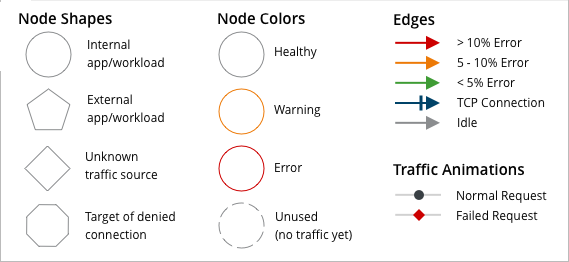 Node Shapes
Internal
app/workload
External
app/workload
Unknown
traffic source
Target of denied
connection
Node Colors
Healthy
Warning
Error
Unused
(no traffic yet)
Edges
> 10% Error
5 - 10% Error
< 5% Error
TCP Connection
Idle
Traffic Animations
Normal Request
Failed Request